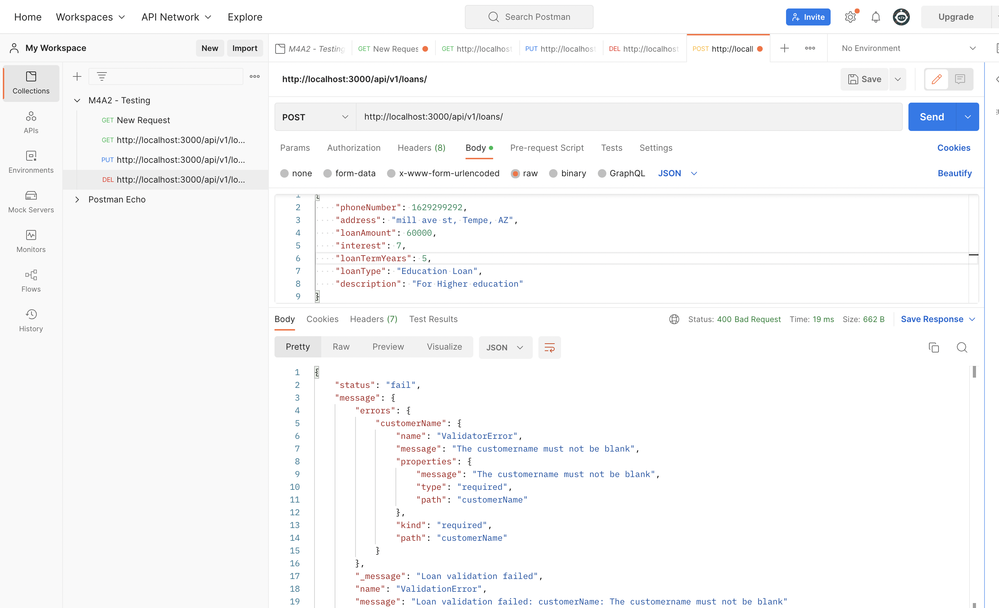 Home Workspaces API Network Explore Search Postman Invite Upgrade
My Workspace New Import M4A2 - Testing GET New Reques GET http://localhost PUT http://localhost DEL http://localhost POST http://locall No Environment
Collections
APIs
Environments
Mock Servers
Monitors
Flows
History
M4A2 - Testing
GET New Request
GET http://localhost:3000/api/v1/lo...
PUT http://localhost:3000/api/v1/lo...
DEL http://localhost:3000/api/v1/lo...
Postman Echo
http://localhost:3000/api/v1/loans/ Save
POST http://localhost:3000/api/v1/loans/ Send
Params Authorization Headers (8) Body Pre-request Script Tests Settings Cookies
none form-data x-www-form-urlencoded raw binary GraphQL JSON Beautify
1 {
2 "phoneNumber": 1629299292,
3 "address": "mill ave st, Tempe, AZ",
4 "loanAmount": 60000,
5 "interest": 7,
6 "loanTermYears": 5,
7 "loanType": "Education Loan",
8 "description": "For Higher education"
9 }
Body Cookies Headers (7) Test Results Status: 400 Bad Request Time: 19 ms Size: 662 B Save Response
Pretty Raw Preview Visualize JSON
1 {
2 "status": "fail",
3 "message": {
4 "errors": {
5 "customerName": {
6 "name": "ValidatorError",
7 "message": "The customername must not be blank",
8 "properties": {
9 "message": "The customername must not be blank",
10 "type": "required",
11 "path": "customerName"
12 },
13 "kind": "required",
14 "path": "customerName"
15 }
16 },
17 "_message": "Loan validation failed",
18 "name": "ValidationError",
19 "message": "Loan validation failed: customerName: The customername must not be blank"